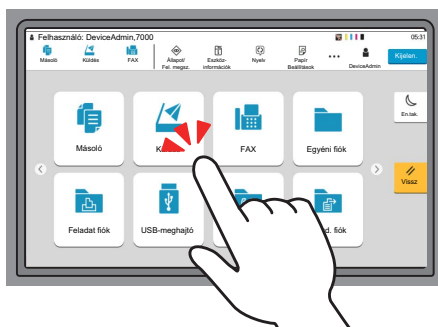 Felhasználó: DeviceAdmin,7000
05:31
Másoló
Küldés
FAX
Állapot/
Fel. megsz.
Eszköz-
információk
Nyelv
Papír
Beállítások
DeviceAdmin
Kijelen.
En.tak.
Másoló
FAX
Egyéni fiók
Vissz
Feladat fiók
USB-meghajtó
fiók